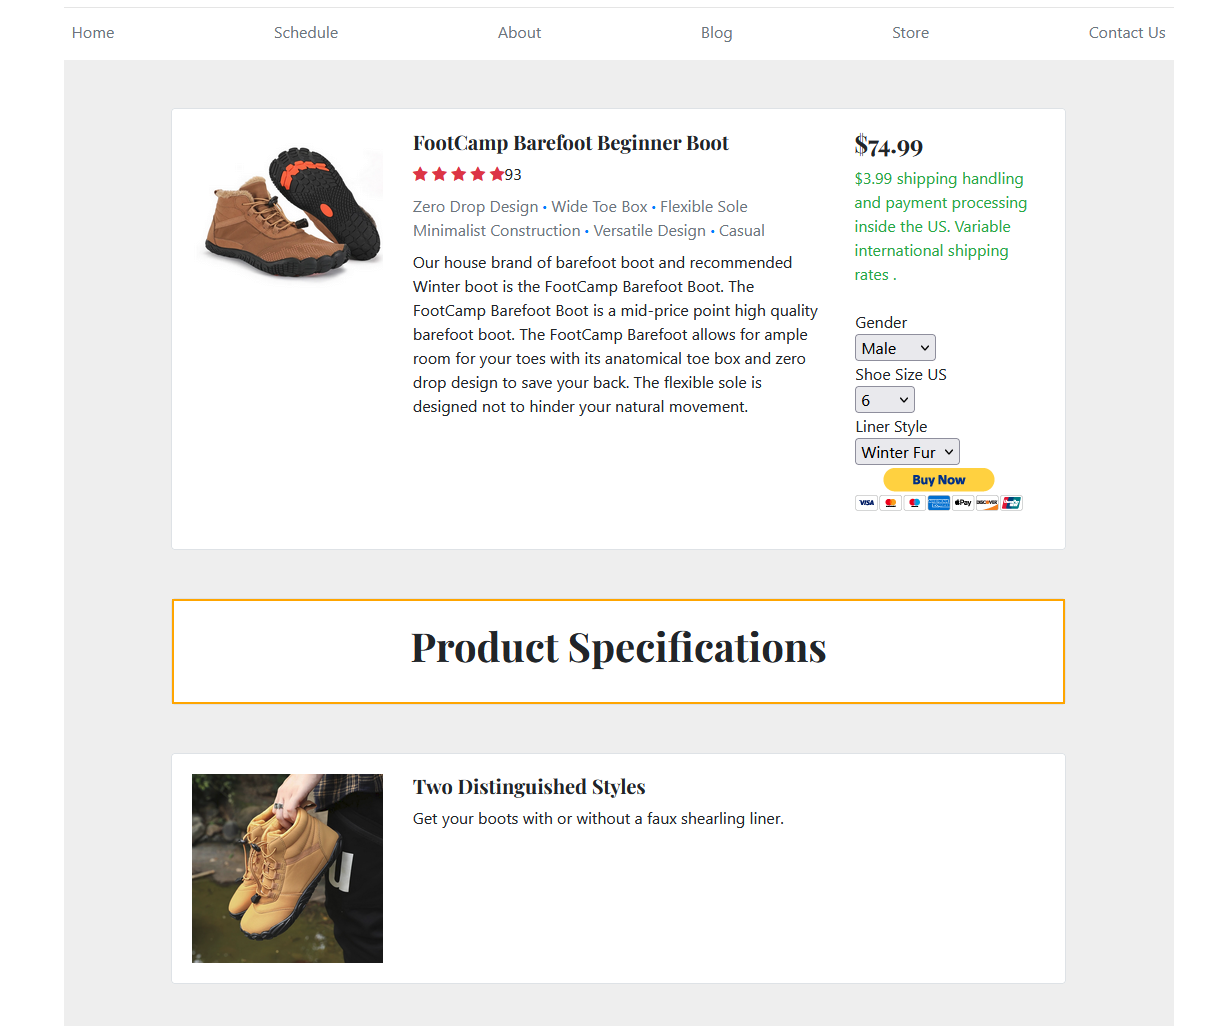 Home Schedule About Blog Store Contact Us
FootCamp Barefoot Beginner Boot
93
Zero Drop Design • Wide Toe Box • Flexible Sole
Minimalist Construction • Versatile Design • Casual
Our house brand of barefoot boot and recommended
Winter boot is the FootCamp Barefoot Boot. The
FootCamp Barefoot Boot is a mid-price point high quality
barefoot boot. The FootCamp Barefoot allows for ample
room for your toes with its anatomical toe box and zero
drop design to save your back. The flexible sole is
designed not to hinder your natural movement.
$74.99
$3.99 shipping handling
and payment processing
inside the US. Variable
international shipping
rates .
Gender
Male
Shoe Size US
6
Liner Style
Winter Fur
Buy Now
VISA Pay DISCOVER
Product Specifications
Two Distinguished Styles
Get your boots with or without a faux shearling liner.